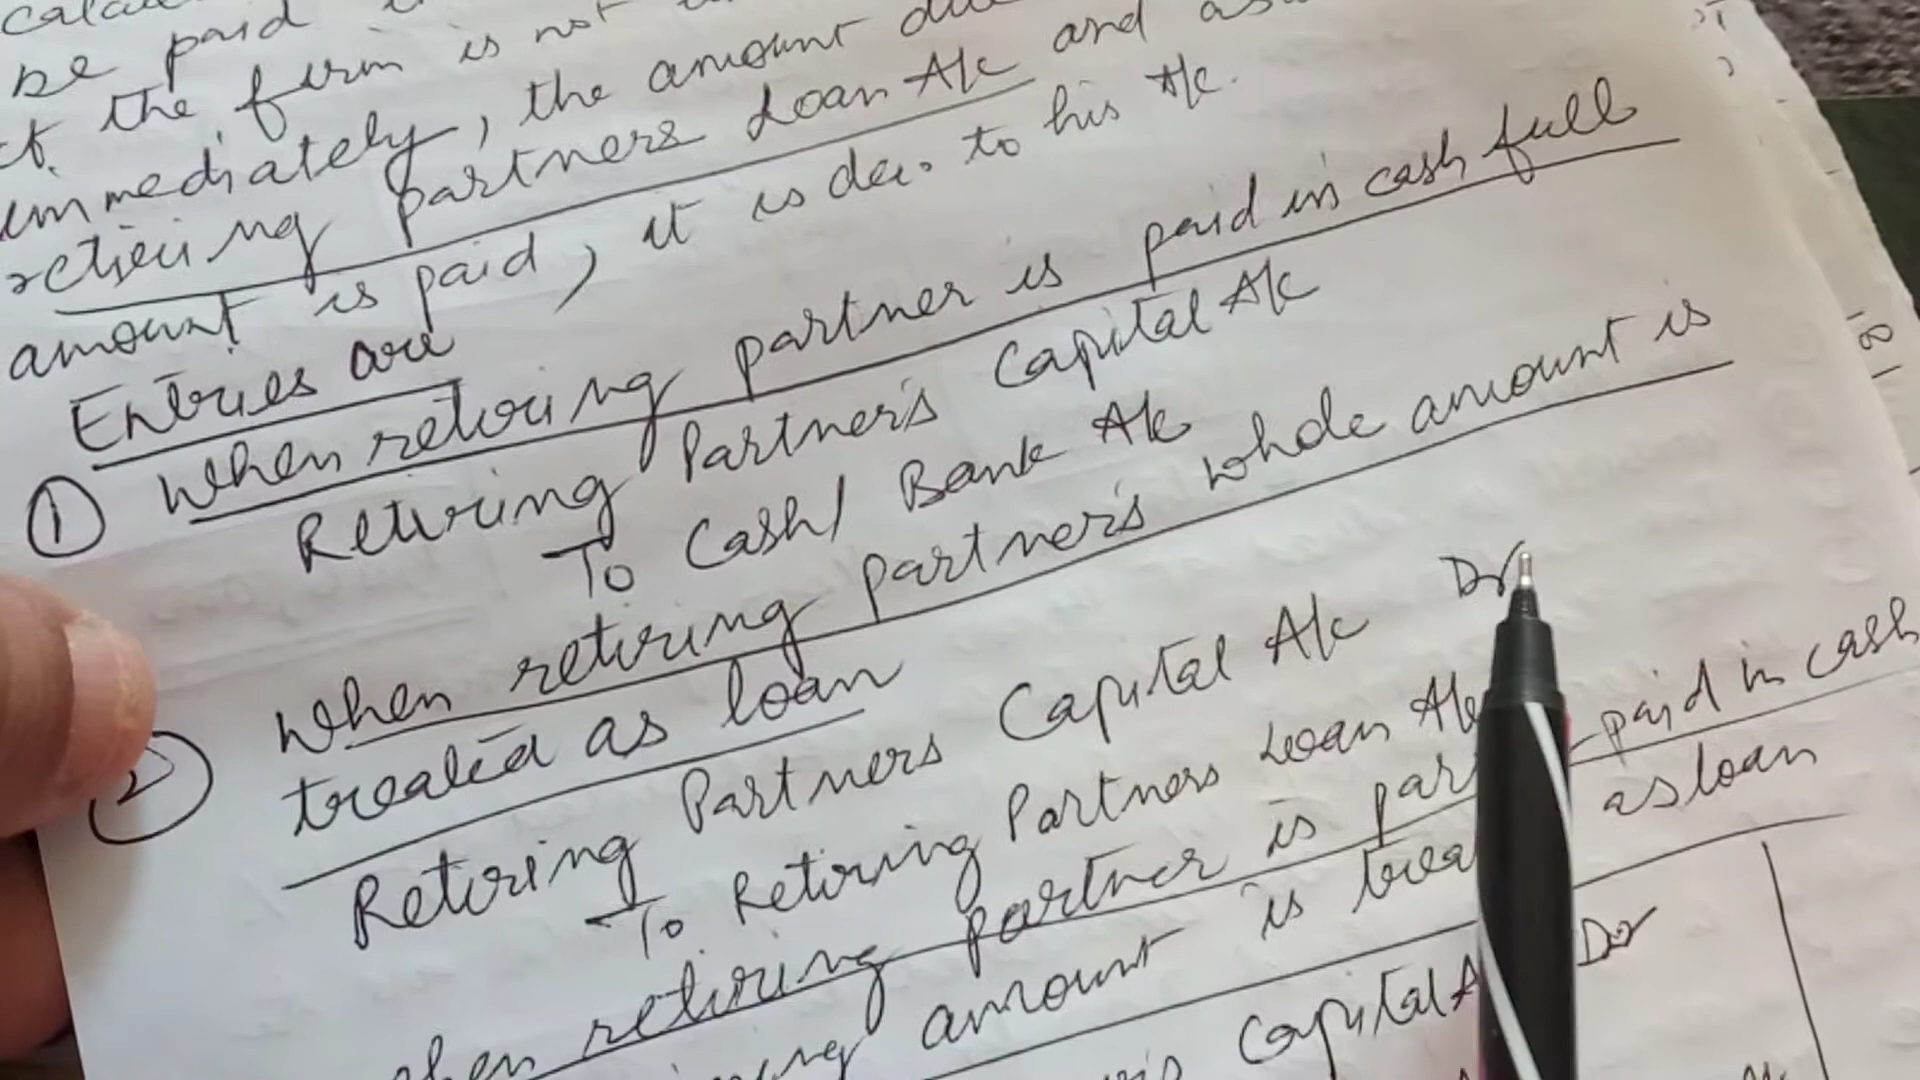 be paid
the firm is not
immediately, the amount
retiring partners Loan A/c and
amount is paid, it is to his A/c.
Entries are
① When retiring partner is paid in cash full
Retiring Partner's Capital A/c
To Cash/ Bank A/c
② When retiring partner's whole amount is
treated as loan
Retiring Partners Capital A/c Dr
To Retiring Partners Loan A/c
retiring partner is paid in cash
amount is as loan
Capital Dr